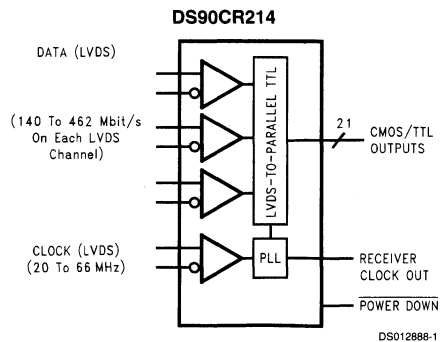 DS90CR214
DATA (LVDS)
(140 To 462 Mbit/s
On Each LVDS
Channel)
LVDS-TO-PARALLEL TTL
21
CMOS/TTL
OUTPUTS
CLOCK (LVDS)
(20 To 66 MHz)
PLL
RECEIVER
CLOCK OUT
POWER DOWN
DS012888-1